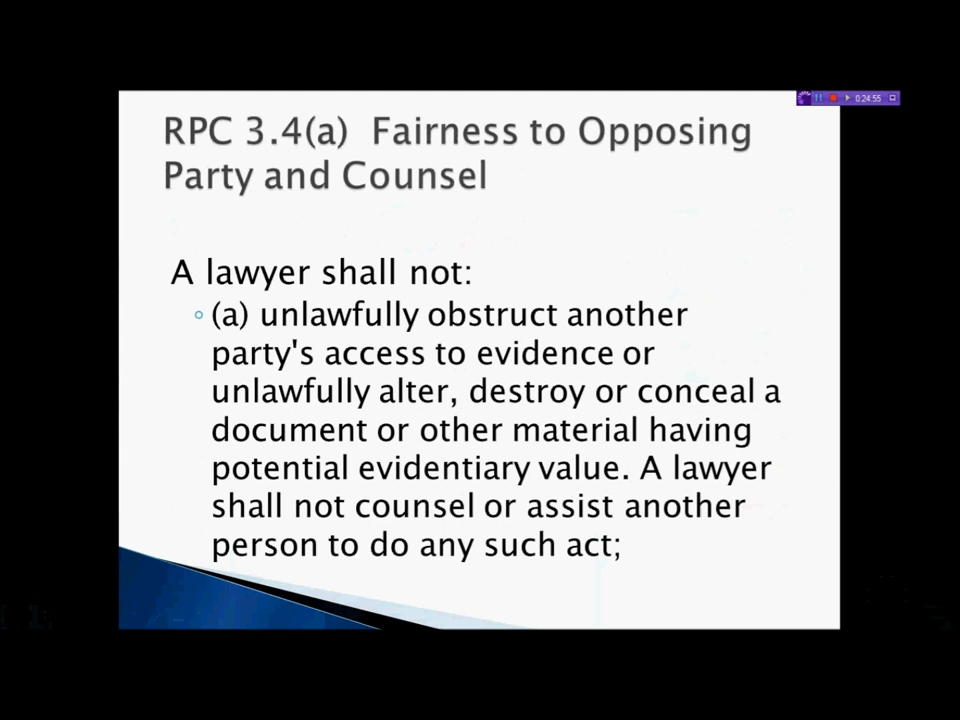 0:24:55
RPC 3.4(a) Fairness to Opposing
Party and Counsel
A lawyer shall not:
(a) unlawfully obstruct another
party's access to evidence or
unlawfully alter, destroy or conceal a
document or other material having
potential evidentiary value. A lawyer
shall not counsel or assist another
person to do any such act;